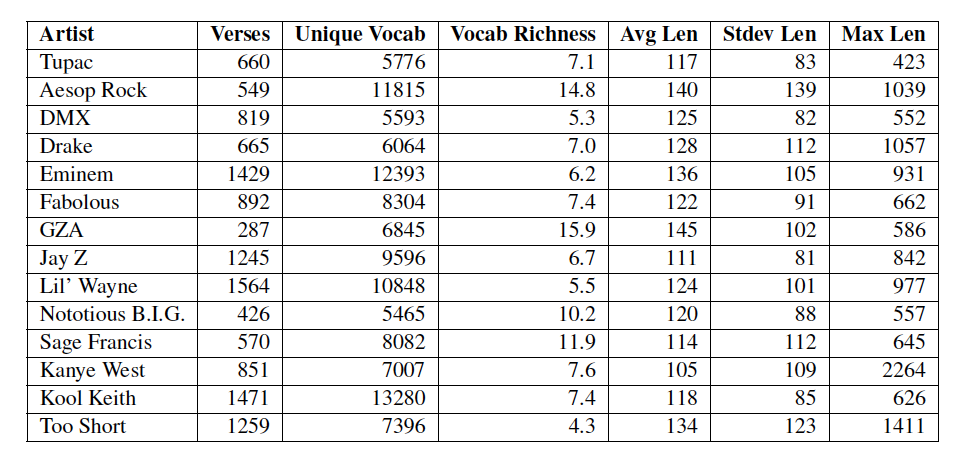 Artist Verses Unique Vocab Vocab Richness Avg Len Stdev Len Max Len
Tupac 660 5776 7.1 117 83 423
Aesop Rock 549 11815 14.8 140 139 1039
DMX 819 5593 5.3 125 82 552
Drake 665 6064 7.0 128 112 1057
Eminem 1429 12393 6.2 136 105 931
Fabolous 892 8304 7.4 122 91 662
GZA 287 6845 15.9 145 102 586
Jay Z 1245 9596 6.7 111 81 842
Lil' Wayne 1564 10848 5.5 124 101 977
Nototious B.I.G. 426 5465 10.2 120 88 557
Sage Francis 570 8082 11.9 114 112 645
Kanye West 851 7007 7.6 105 109 2264
Kool Keith 1471 13280 7.4 118 85 626
Too Short 1259 7396 4.3 134 123 1411